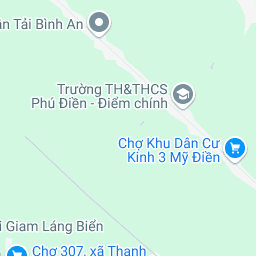 ận Tải Bình An
Trường TH&THCS
Phú Điền - Điểm chính
Chợ Khu Dân Cư
Kinh 3 Mỹ Điền
i Giam Láng Biển
Chợ 307, xã Thanh